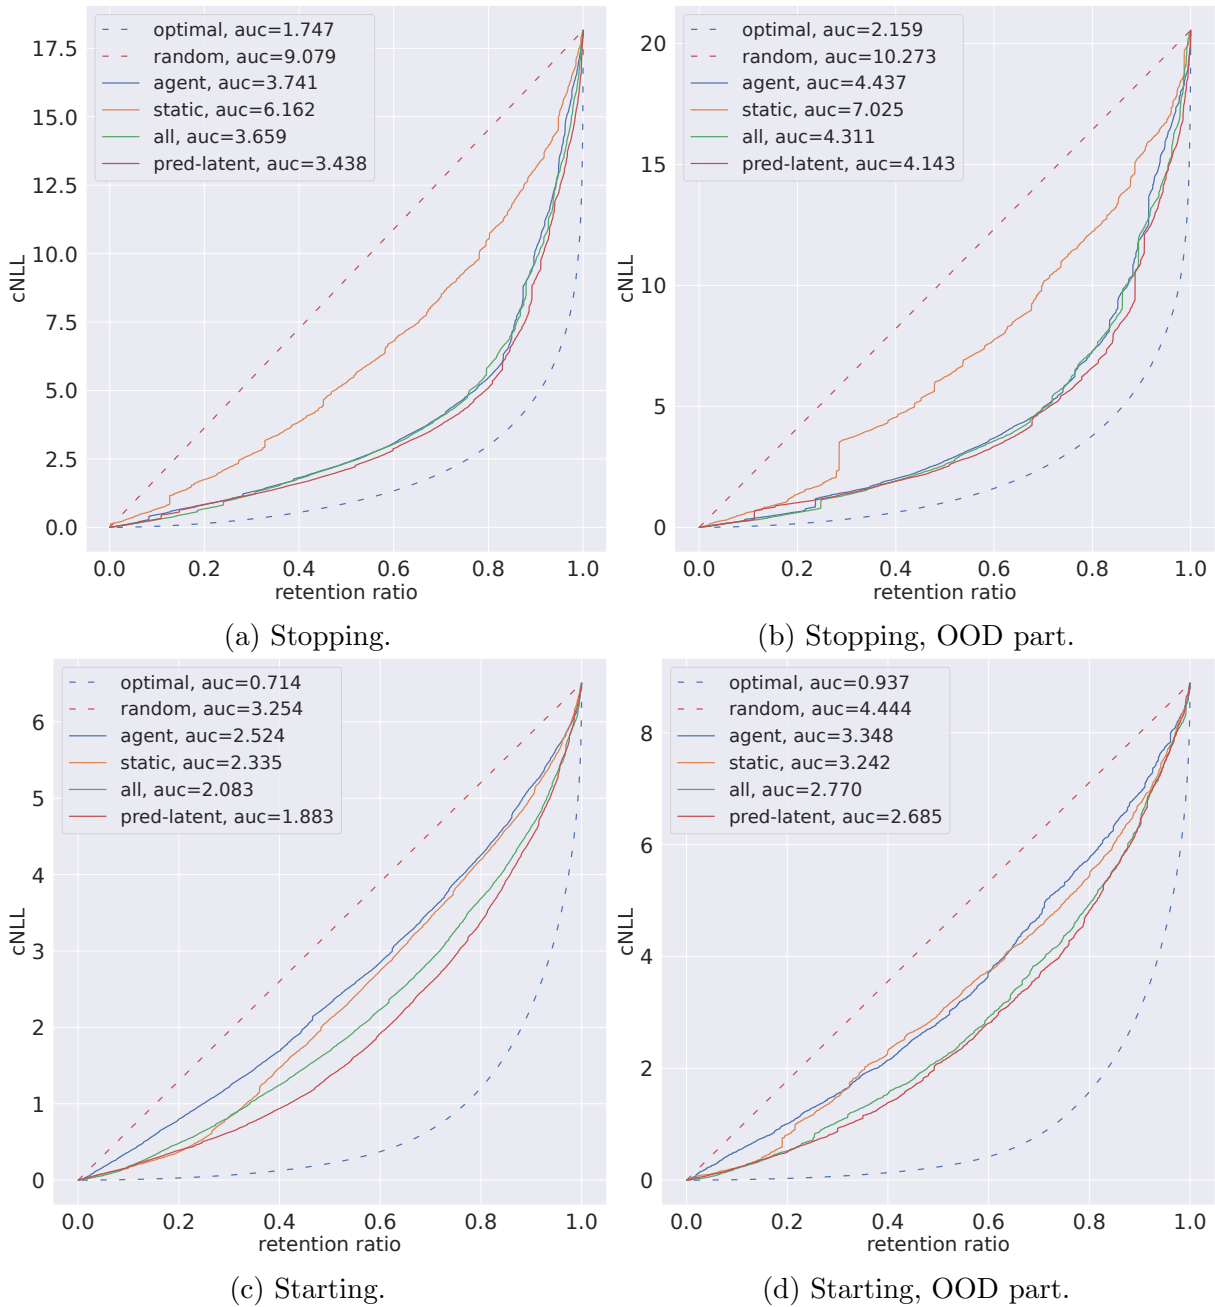 optimal, auc=1.747
random, auc=9.079
agent, auc=3.741
static, auc=6.162
all, auc=3.659
pred-latent, auc=3.438
17.5
15.0
12.5
10.0
7.5
5.0
2.5
0.0
cNLL
0.0 0.2 0.4 0.6 0.8 1.0
retention ratio
(a) Stopping.
optimal, auc=2.159
random, auc=10.273
agent, auc=4.437
static, auc=7.025
all, auc=4.311
pred-latent, auc=4.143
20
15
10
5
0
cNLL
0.0 0.2 0.4 0.6 0.8 1.0
retention ratio
(b) Stopping, OOD part.
optimal, auc=0.714
random, auc=3.254
agent, auc=2.524
static, auc=2.335
all, auc=2.083
pred-latent, auc=1.883
6
5
4
3
2
1
0
cNLL
0.0 0.2 0.4 0.6 0.8 1.0
retention ratio
(c) Starting.
optimal, auc=0.937
random, auc=4.444
agent, auc=3.348
static, auc=3.242
all, auc=2.770
pred-latent, auc=2.685
8
6
4
2
0
cNLL
0.0 0.2 0.4 0.6 0.8 1.0
retention ratio
(d) Starting, OOD part.